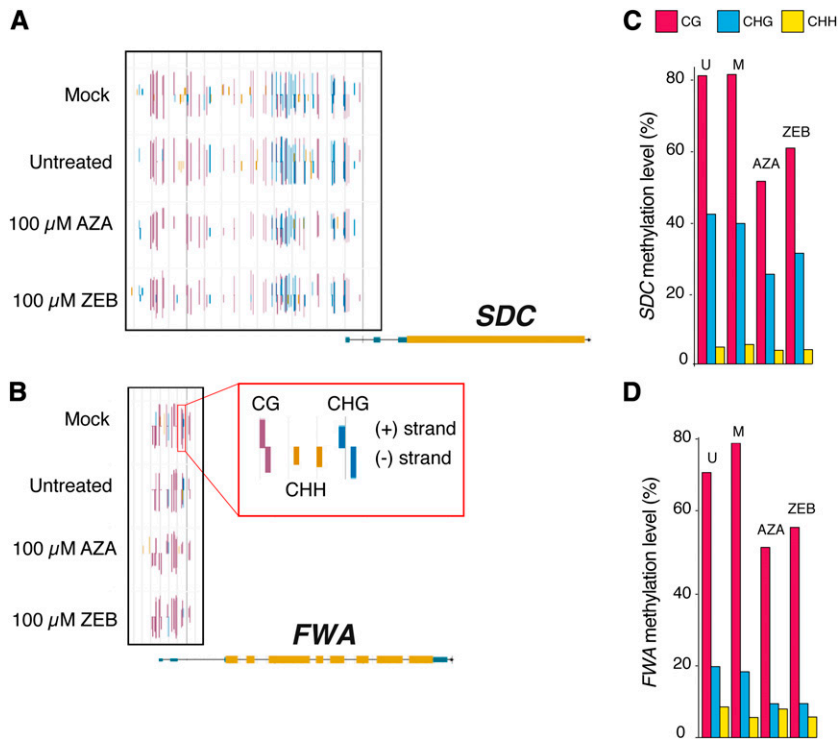 A
Mock
Untreated
100 µM AZA
100 µM ZEB
SDC
B
Mock
Untreated
100 µM AZA
100 µM ZEB
CG
CHG
(+) strand
(-) strand
CHH
FWA
C
CG
CHG
CHH
SDC methylation level (%)
80
60
40
20
0
U
M
AZA
ZEB
D
FWA methylation level (%)
80
60
40
20
0
U
M
AZA
ZEB